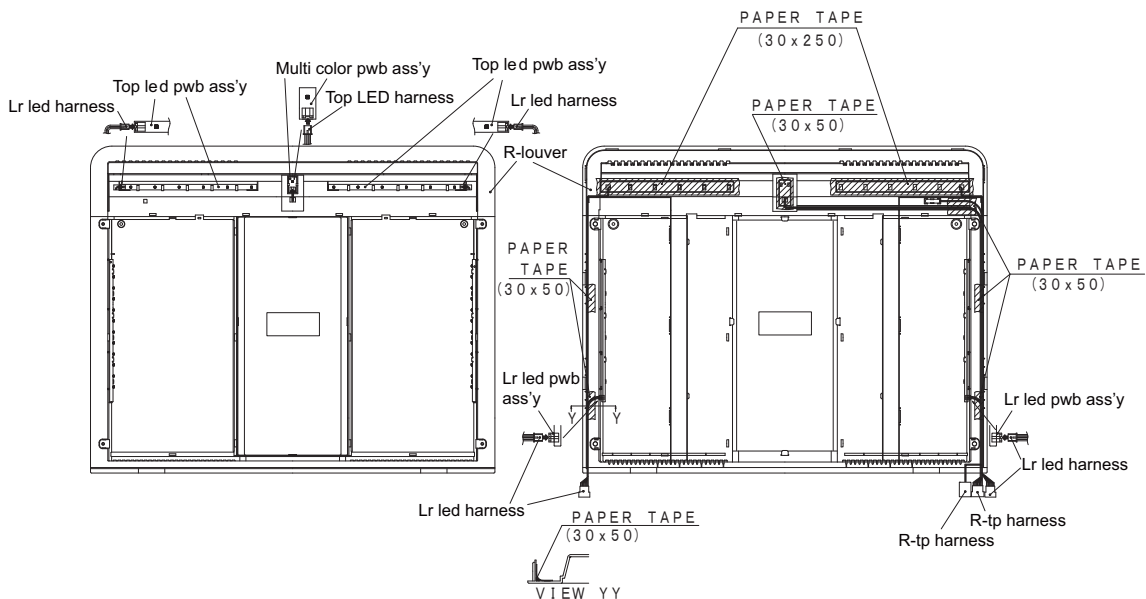 PAPER TAPE
(30x250)
Multi color pwb ass'y
Top led pwb ass'y
Top led pwb ass'y
Lr led harness
Top LED harness
Lr led harness
PAPER TAPE
(30x50)
R-louver
PAPER
TAPE
(30x50)
PAPER TAPE
(30x50)
Lr led pwb
ass'y
Y
Y
Lr led pwb ass'y
Lr led harness
Lr led harness
R-tp harness
R-tp harness
PAPER TAPE
(30x50)
VIEW YY